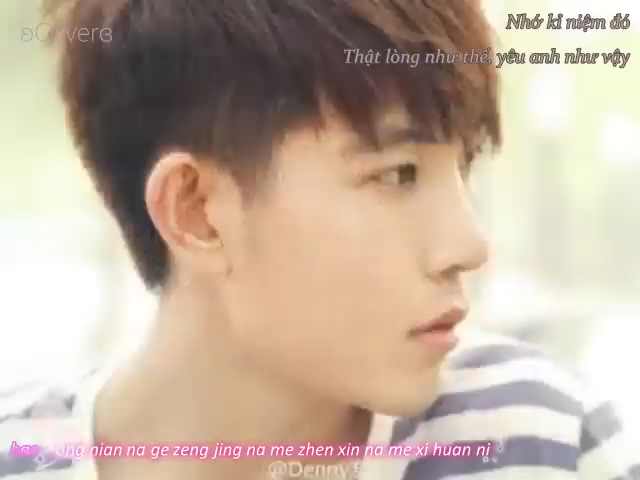 Nhớ kỉ niệm đó
Thật lòng như thế, yêu anh như vậy
nian na ge zeng jing na me zhen xin na me xi huan ni
@Denny